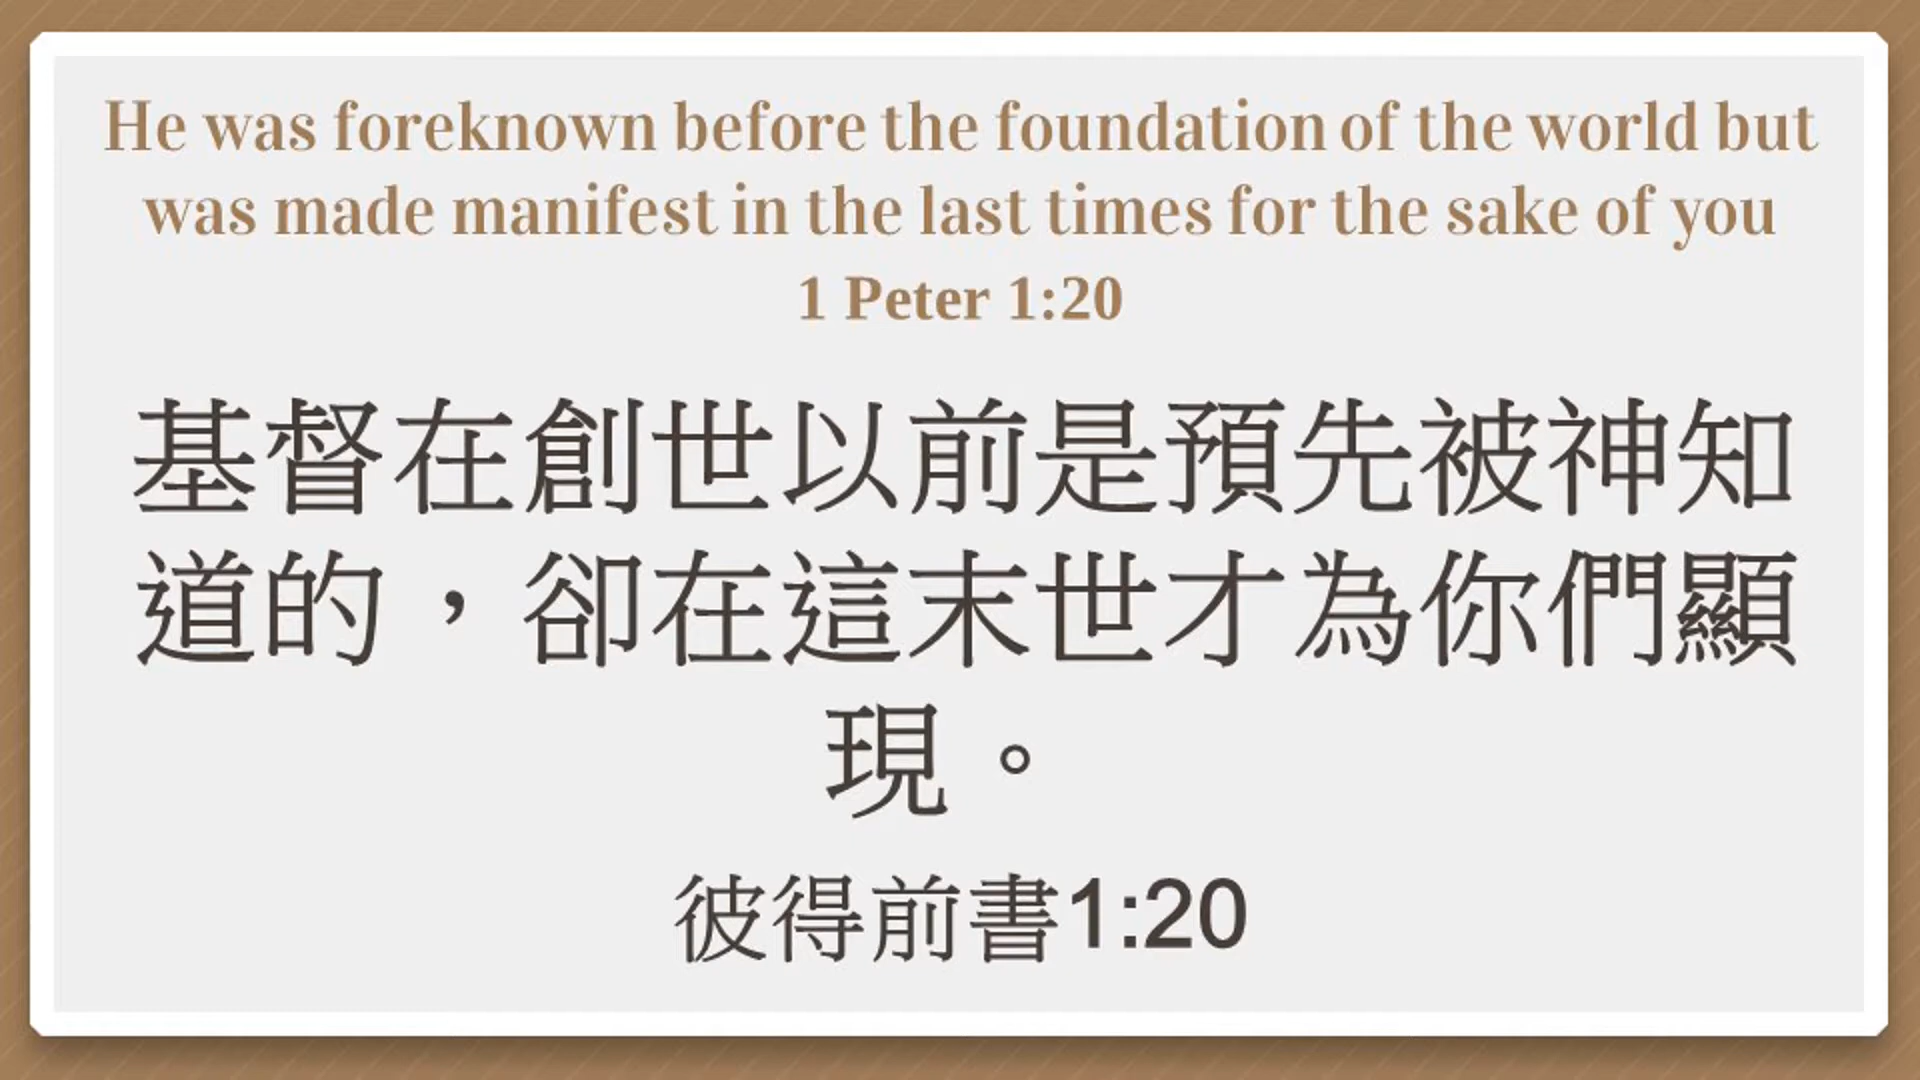 He was foreknown before the foundation of the world but
was made manifest in the last times for the sake of you
1 Peter 1:20
基督在創世以前是預先被神知
道的，卻在這末世才為你們顯
現。
彼得前書1:20